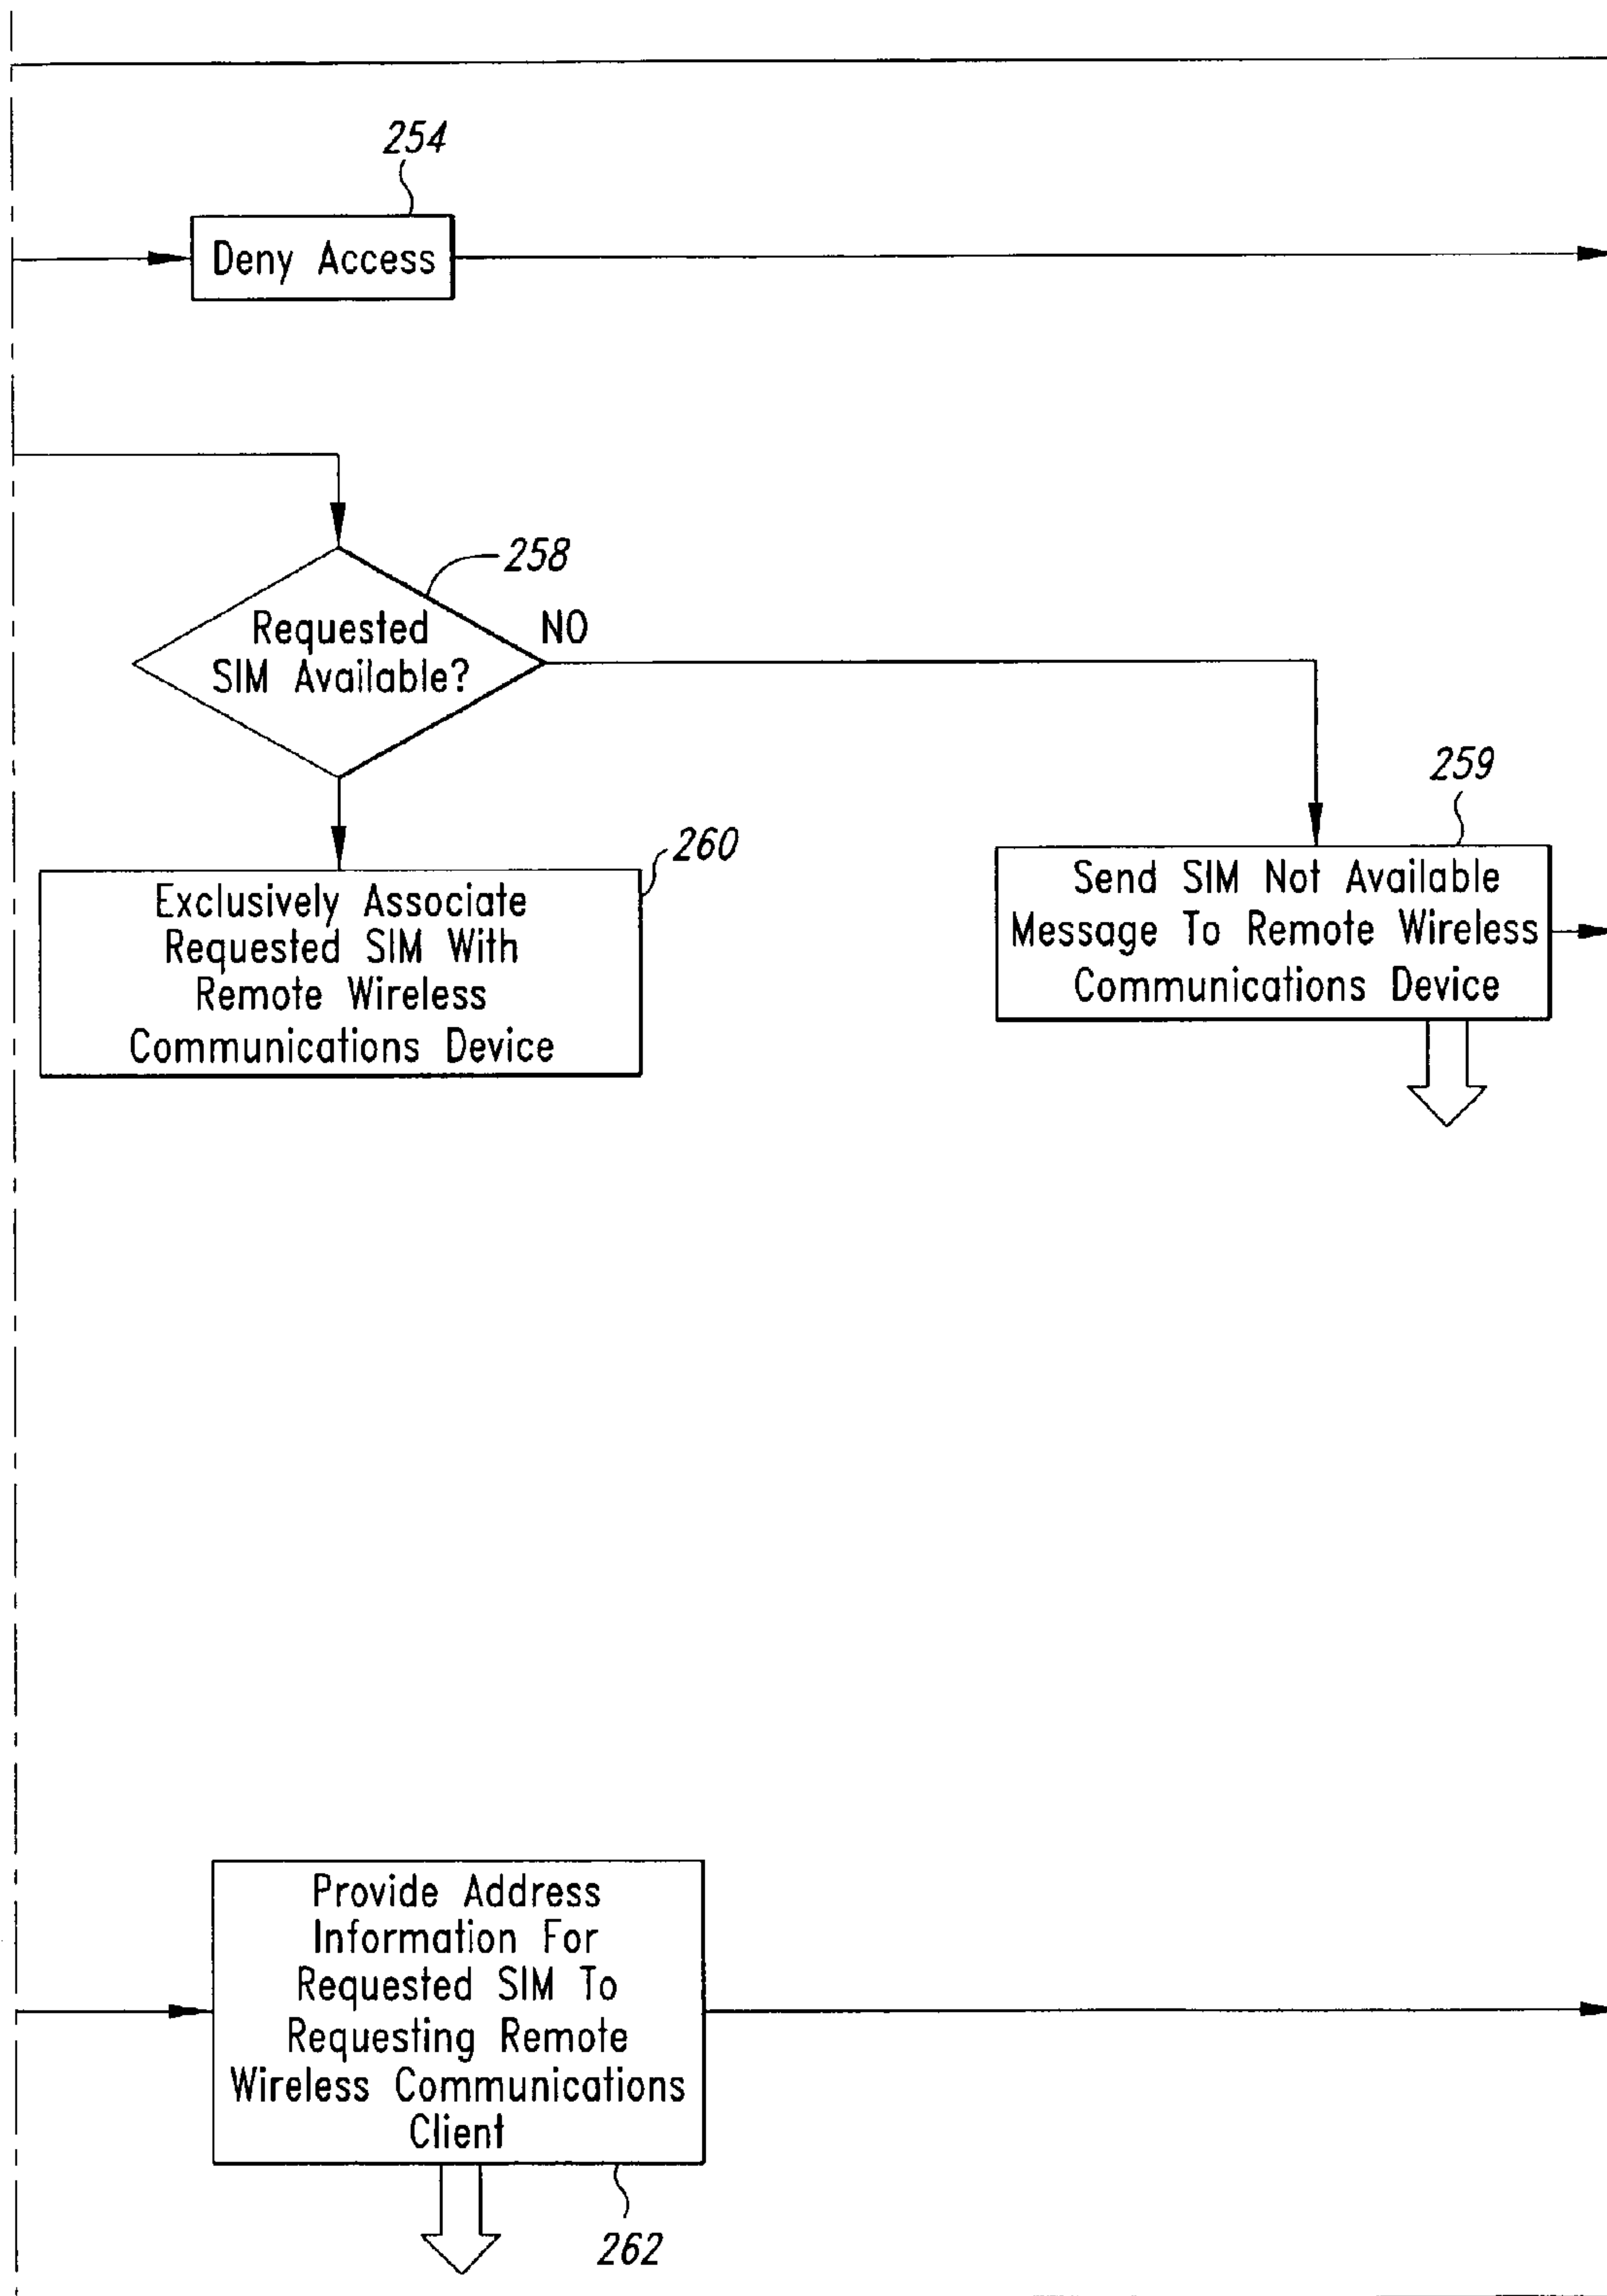 254
Deny Access
258
Requested
SIM Available?
NO
259
Send SIM Not Available
Message To Remote Wireless
Communications Device
260
Exclusively Associate
Requested SIM With
Remote Wireless
Communications Device
Provide Address
Information For
Requested SIM To
Requesting Remote
Wireless Communications
Client
262